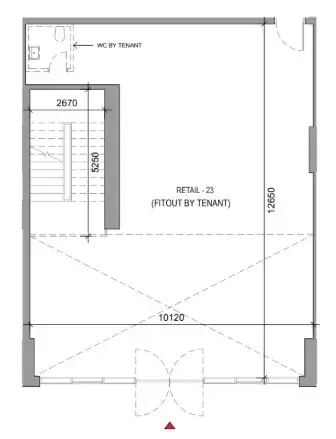 WC BY TENANT
2670
5250
RETAIL - 23
(FITOUT BY TENANT)
12650
10120